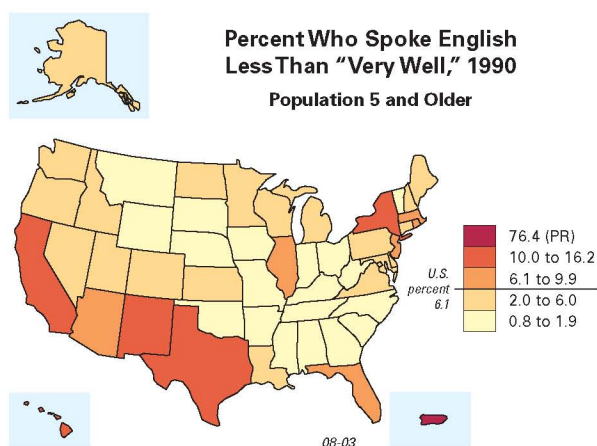 Percent Who Spoke English
Less Than “Very Well,” 1990
Population 5 and Older
76.4 (PR)
10.0 to 16.2
6.1 to 9.9
2.0 to 6.0
0.8 to 1.9
U.S.
percent
6.1
08-03